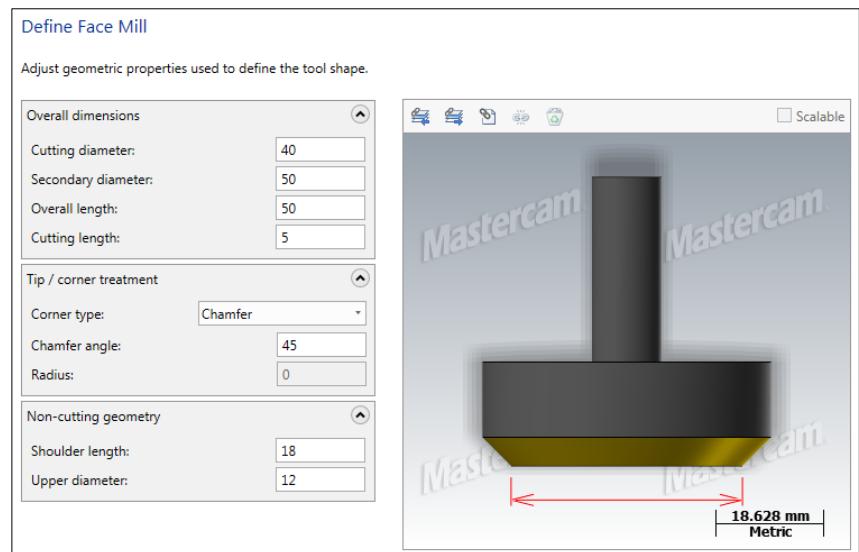 Define Face Mill
Adjust geometric properties used to define the tool shape.
Overall dimensions
Cutting diameter: 40
Secondary diameter: 50
Overall length: 50
Cutting length: 5
Tip / corner treatment
Corner type: Chamfer
Chamfer angle: 45
Radius: 0
Non-cutting geometry
Shoulder length: 18
Upper diameter: 12
Scalable
Mastercam
Mastercam
Mastercam
Mastercam
18.628 mm
Metric